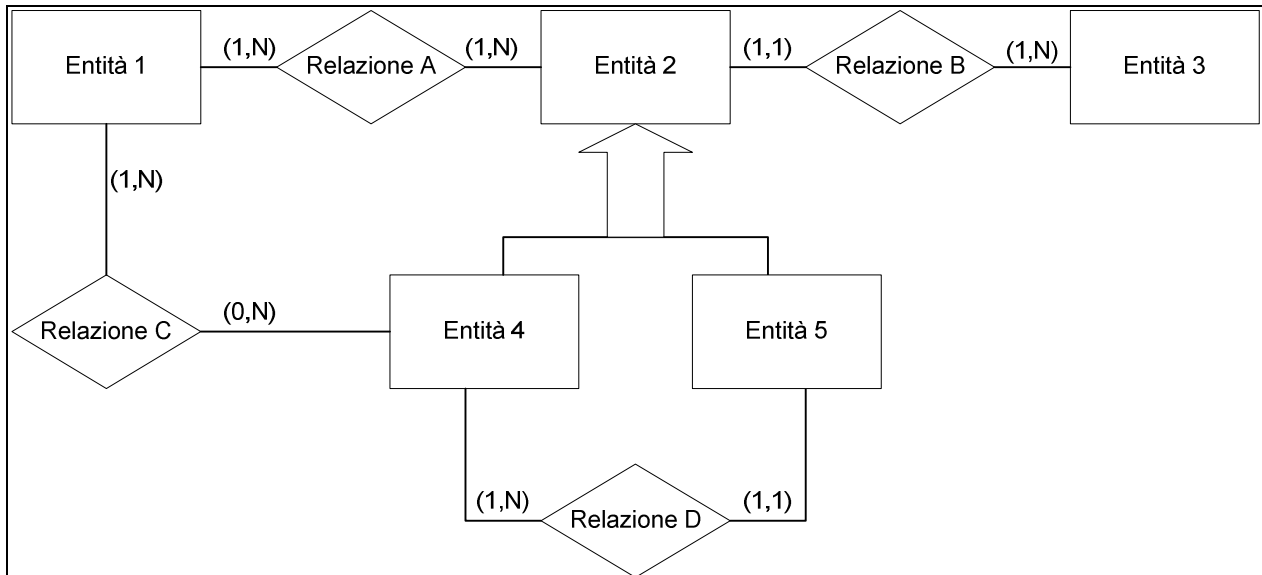 Entità 1
(1,N)
Relazione A
(1,N)
Entità 2
(1,1)
Relazione B
(1,N)
Entità 3
(1,N)
Relazione C
(0,N)
Entità 4
Entità 5
(1,N)
Relazione D
(1,1)